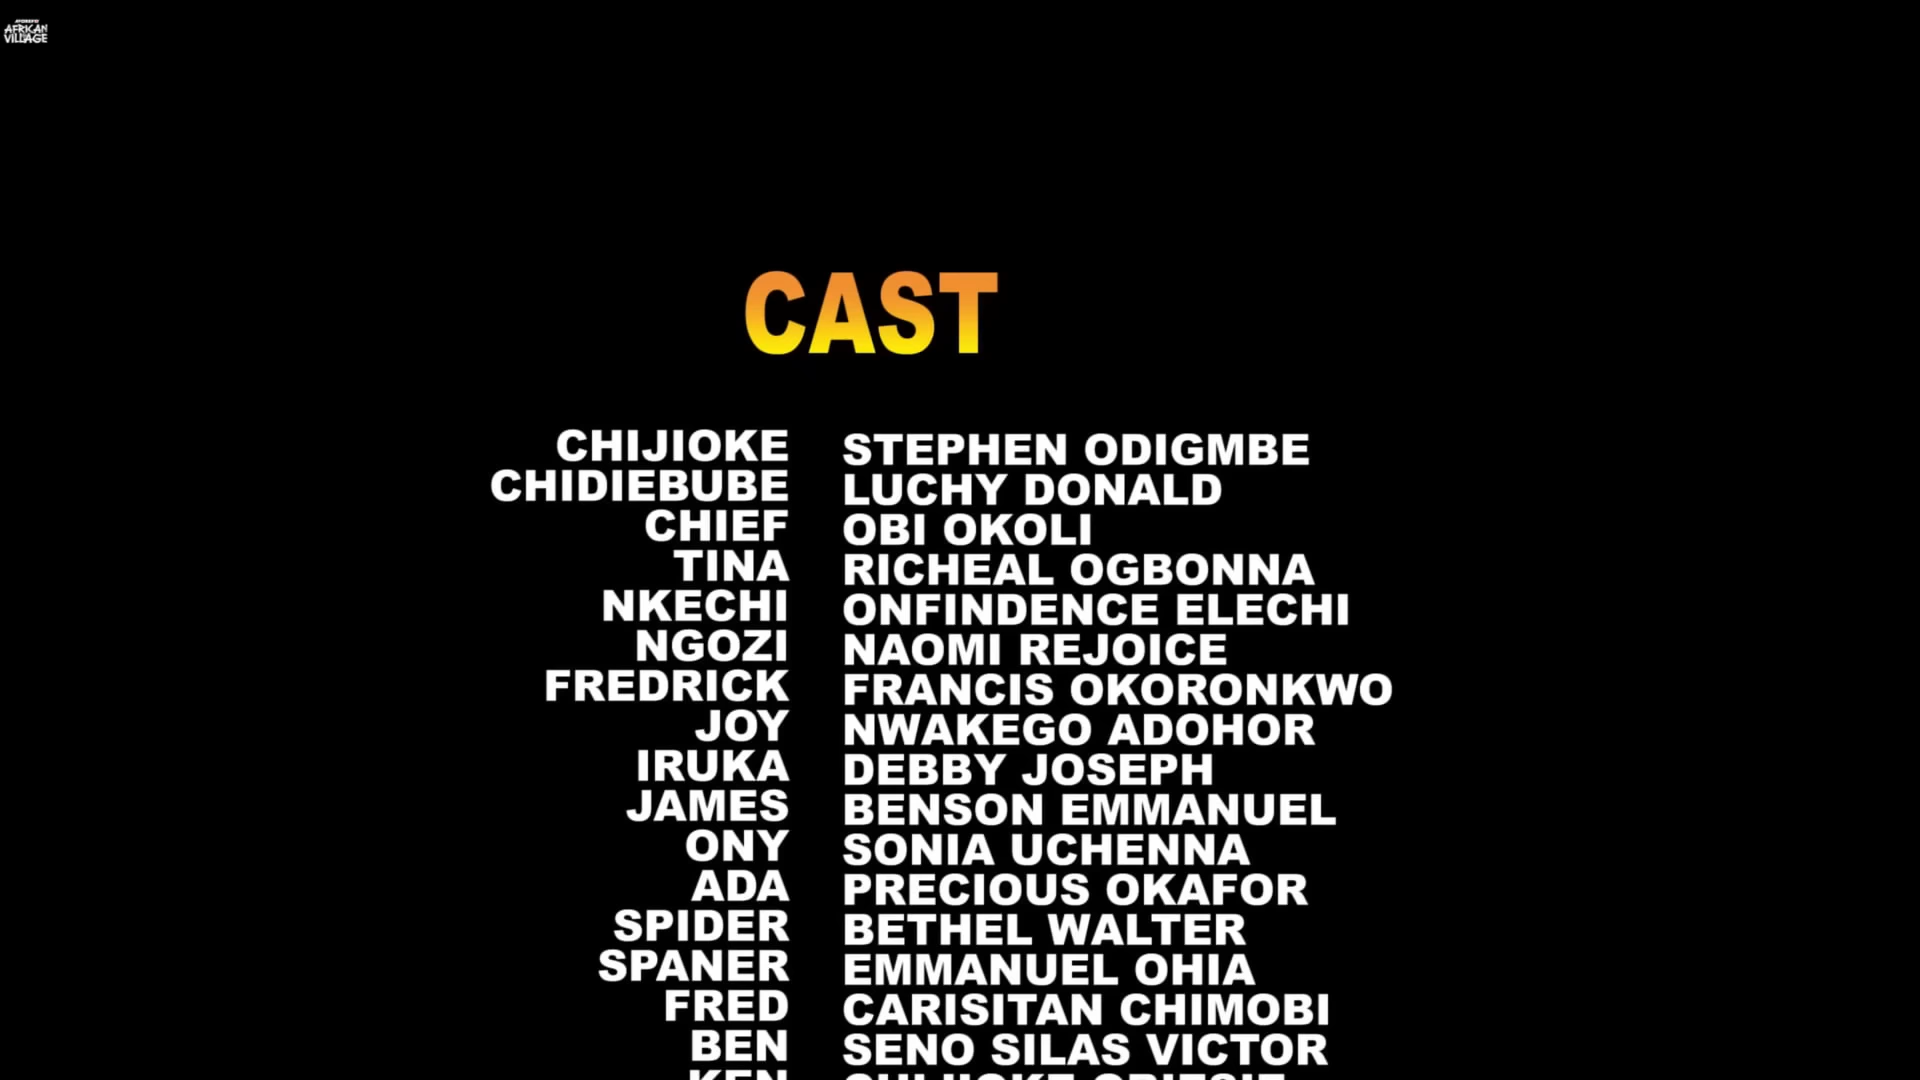 AFRICAN
VILLAGE
CAST
CHIJIOKE STEPHEN ODIGMBE
CHIDIEBUBE LUCHY DONALD
CHIEF OBI OKOLI
TINA RICHEAL OGBONNA
NKECHI ONFINDENCE ELECHI
NGOZI NAOMI REJOICE
FREDRICK FRANCIS OKORONKWO
JOY NWAKEGO ADOHOR
IRUKA DEBBY JOSEPH
JAMES BENSON EMMANUEL
ONY SONIA UCHENNA
ADA PRECIOUS OKAFOR
SPIDER BETHEL WALTER
SPANER EMMANUEL OHIA
FRED CARISITAN CHIMOBI
BEN SENO SILAS VICTOR